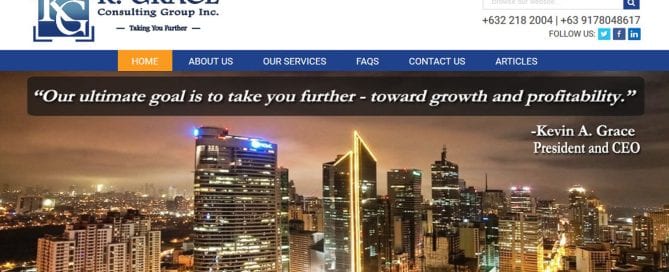 K. GRACE
Consulting Group Inc.
— Taking You Further —
KG
Browse our website...
+632 218 2004 | +63 9178048617
FOLLOW US:
HOME ABOUT US OUR SERVICES FAQS CONTACT US ARTICLES
“Our ultimate goal is to take you further - toward growth and profitability.”
-Kevin A. Grace
President and CEO